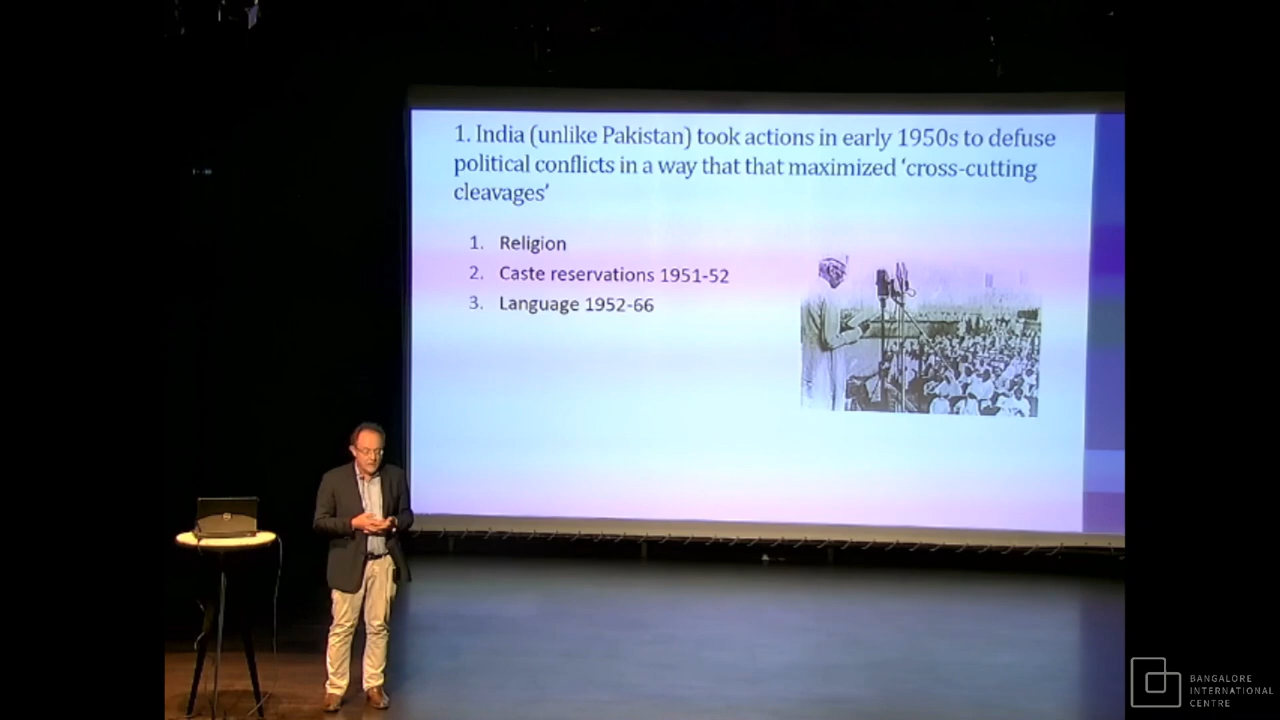 1. India (unlike Pakistan) took actions in early 1950s to defuse
political conflicts in a way that that maximized ‘cross-cutting
cleavages’
1. Religion
2. Caste reservations 1951-52
3. Language 1952-66
BANGALORE
INTERNATIONAL
CENTRE